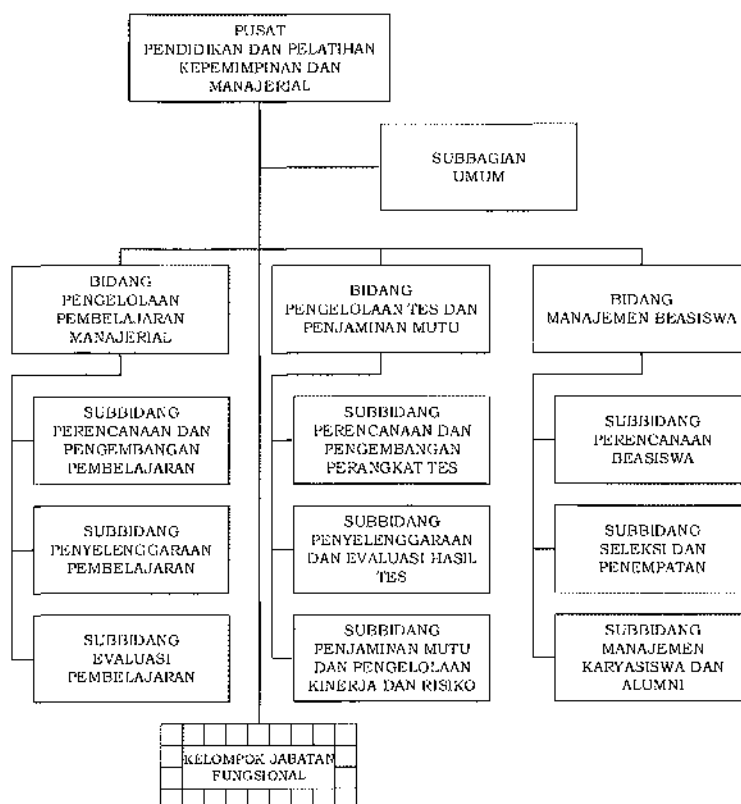 PUSAT
PENDIDIKAN DAN PELATIHAN
KEPEMIMPINAN DAN
MANAJERIAL
SUBBAGIAN
UMUM
BIDANG
PENGELOLAAN
PEMBELAJARAN
MANAJERIAL
BIDANG
PENGELOLAAN TES DAN
PENJAMINAN MUTU
BIDANG
MANAJEMEN BEASISWA
SUBBIDANG
PERENCANAAN DAN
PENGEMBANGAN
PEMBELAJARAN
SUBBIDANG
PERENCANAAN DAN
PENGEMBANGAN
PERANGKAT TES
SUBBIDANG
PERENCANAAN
BEASISWA
SUBBIDANG
PENYELENGGARAAN
PEMBELAJARAN
SUBBIDANG
PENYELENGGARAAN
DAN EVALUASI HASIL
TES
SUBBIDANG
SELEKSI DAN
PENEMPATAN
SUBBIDANG
EVALUASI
PEMBELAJARAN
SUBBIDANG
PENJAMINAN MUTU
DAN PENGELOLAAN
KINERJA DAN RISIKO
SUBBIDANG
MANAJEMEN
KARYASISWA DAN
ALUMNI
KELOMPOK JABATAN
FUNGSIONAL